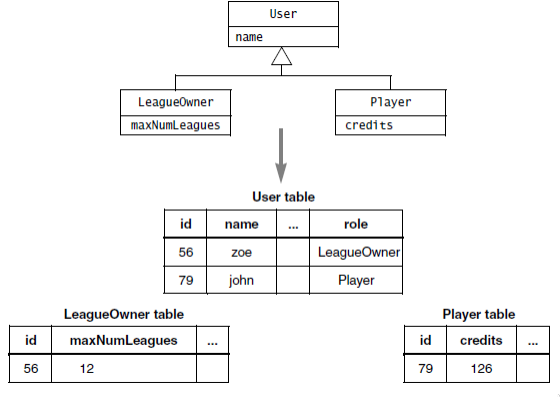 User
name
LeagueOwner
maxNumLeagues
Player
credits
User table
id name ... role
56 zoe LeagueOwner
79 john Player
LeagueOwner table
id maxNumLeagues ...
56 12
Player table
id credits ...
79 126